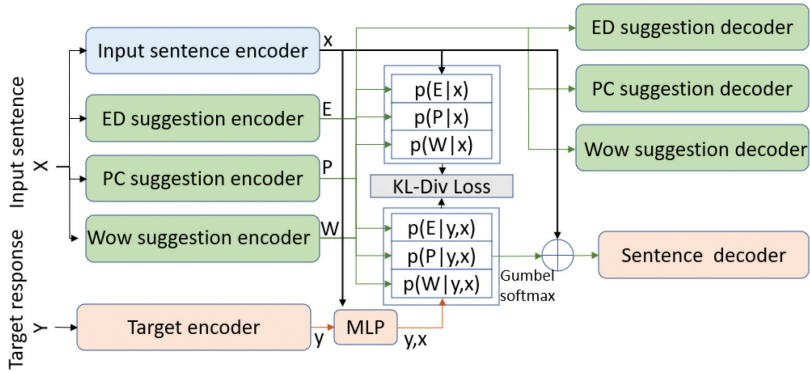 Input sentence
X
Target response
Y
Input sentence encoder
x
ED suggestion encoder
E
PC suggestion encoder
P
Wow suggestion encoder
W
Target encoder
y
MLP
y,x
p(E|x)
p(P|x)
p(W|x)
KL-Div Loss
p(E|y,x)
p(P|y,x)
p(W|y,x)
Gumbel
softmax
ED suggestion decoder
PC suggestion decoder
Wow suggestion decoder
Sentence decoder